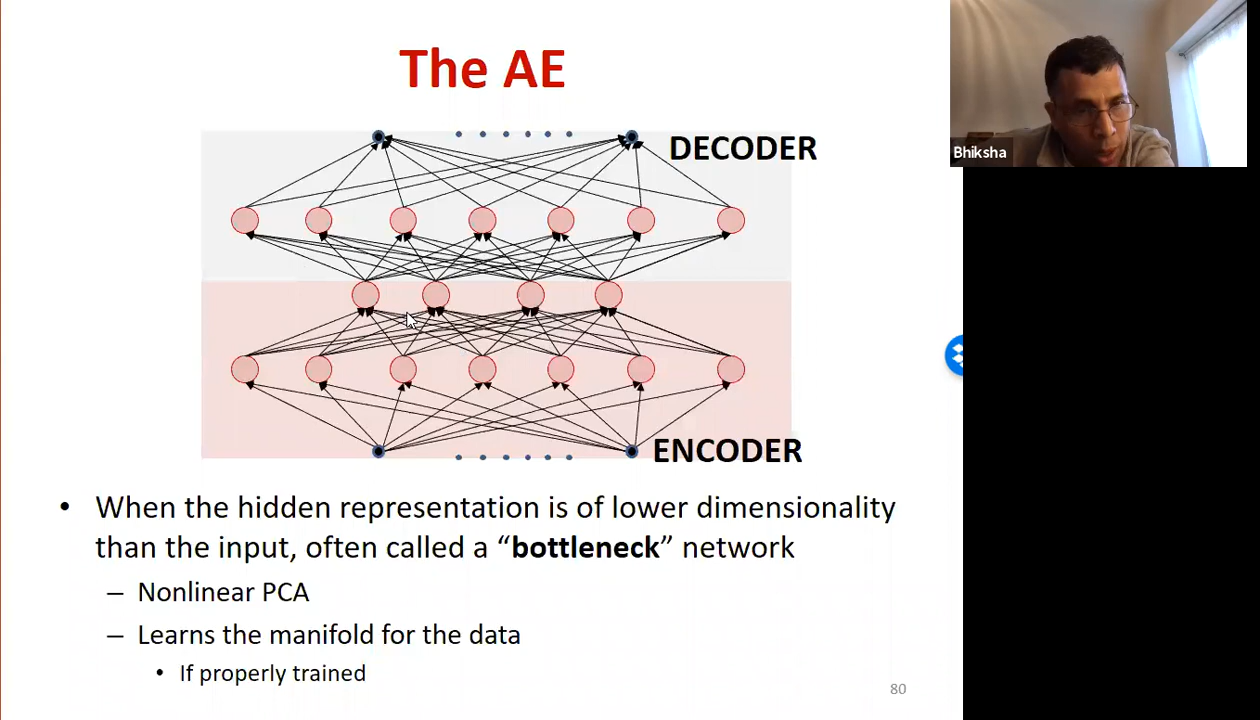 The AE
DECODER
Bhiksha
ENCODER
• When the hidden representation is of lower dimensionality
than the input, often called a “bottleneck” network
– Nonlinear PCA
– Learns the manifold for the data
• If properly trained
80